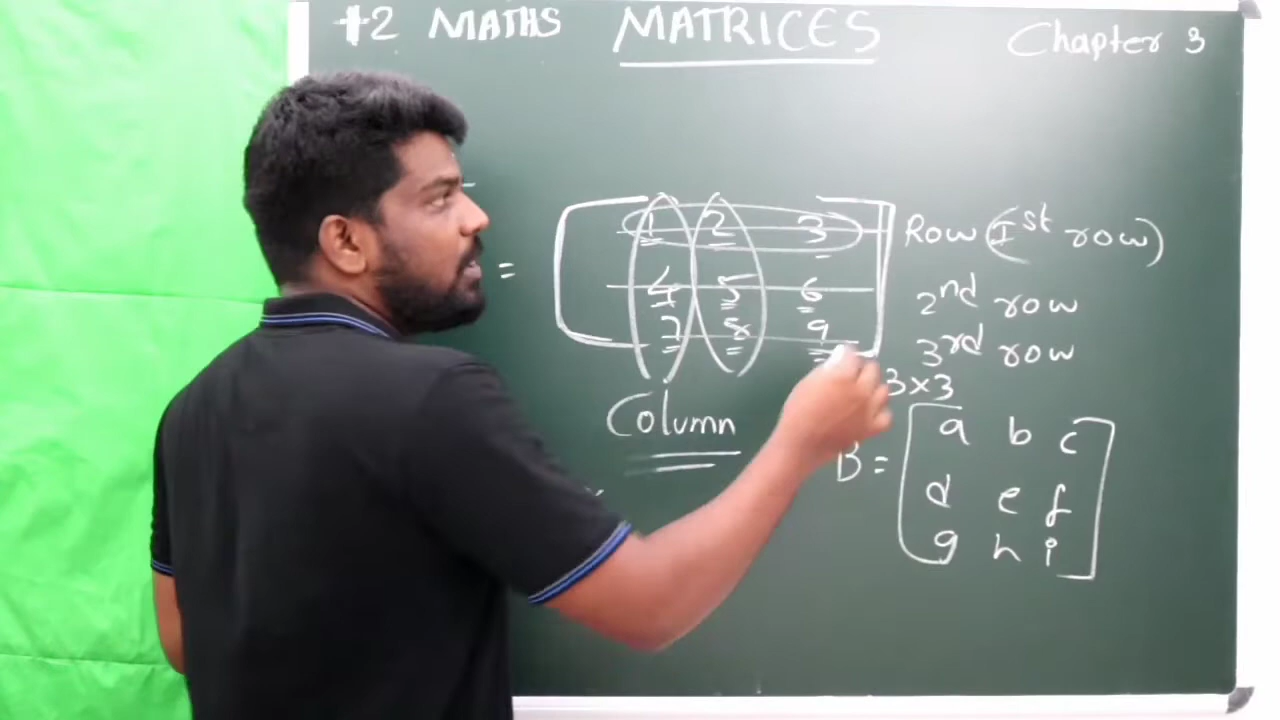 +2 MATHS MATRICES Chapter 3
= 1 2 3 Row (Ist row)
4 5 6 2nd row
7 8 9 3rd row
3×3
Column
B = a b c
d e f
g h i